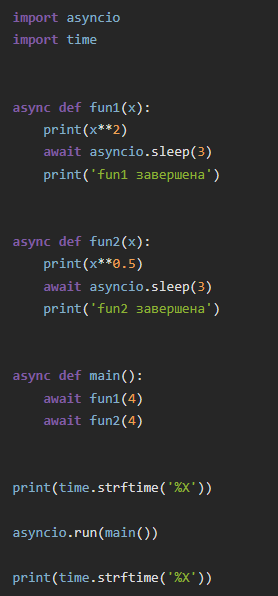 import asyncio
import time
async def fun1(x):
    print(x**2)
    await asyncio.sleep(3)
    print('fun1 завершена')
async def fun2(x):
    print(x**0.5)
    await asyncio.sleep(3)
    print('fun2 завершена')
async def main():
    await fun1(4)
    await fun2(4)
print(time.strftime('%X'))
asyncio.run(main())
print(time.strftime('%X'))